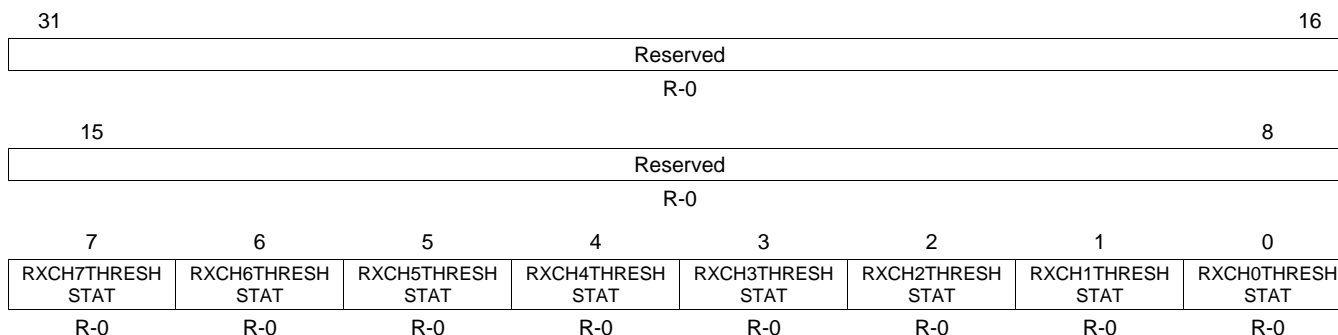 31 16
Reserved
R-0
15 8
Reserved
R-0
7 6 5 4 3 2 1 0
RXCH7THRESH RXCH6THRESH RXCH5THRESH RXCH4THRESH RXCH3THRESH RXCH2THRESH RXCH1THRESH RXCH0THRESH
STAT STAT STAT STAT STAT STAT STAT STAT
R-0 R-0 R-0 R-0 R-0 R-0 R-0 R-0